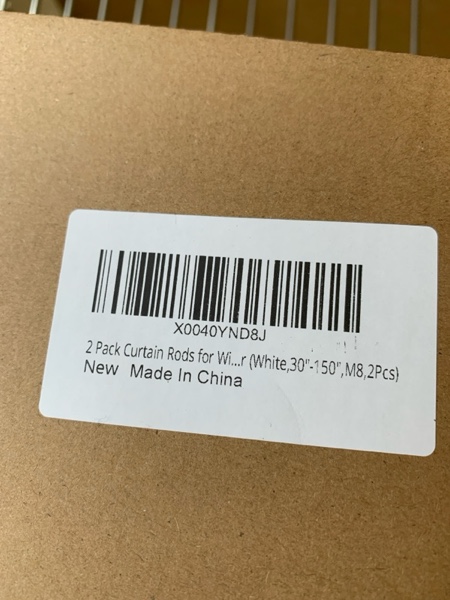 X0040YND8J
2 Pack Curtain Rods for Wi...r (White,30"-150",M8,2Pcs)
New Made In China